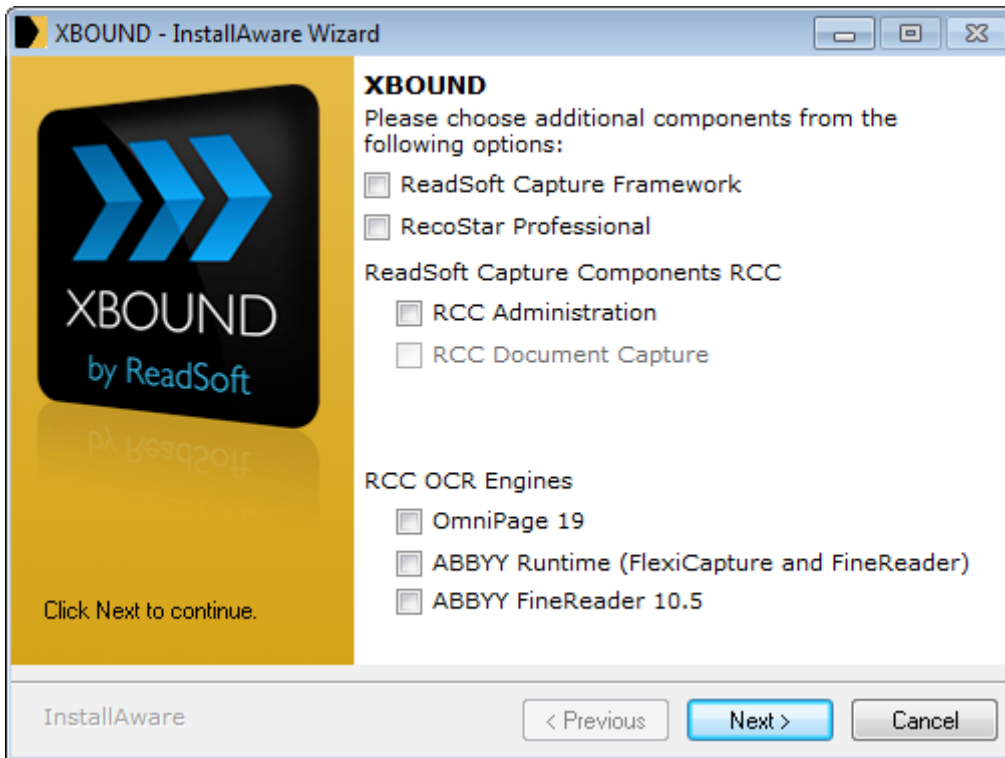 XBOUND - InstallAware Wizard
XBOUND
by ReadSoft
by ReadSoft
Click Next to continue.
XBOUND
Please choose additional components from the
following options:
ReadSoft Capture Framework
RecoStar Professional
ReadSoft Capture Components RCC
RCC Administration
RCC Document Capture
RCC OCR Engines
OmniPage 19
ABBYY Runtime (FlexiCapture and FineReader)
ABBYY FineReader 10.5
InstallAware
< Previous
Next >
Cancel